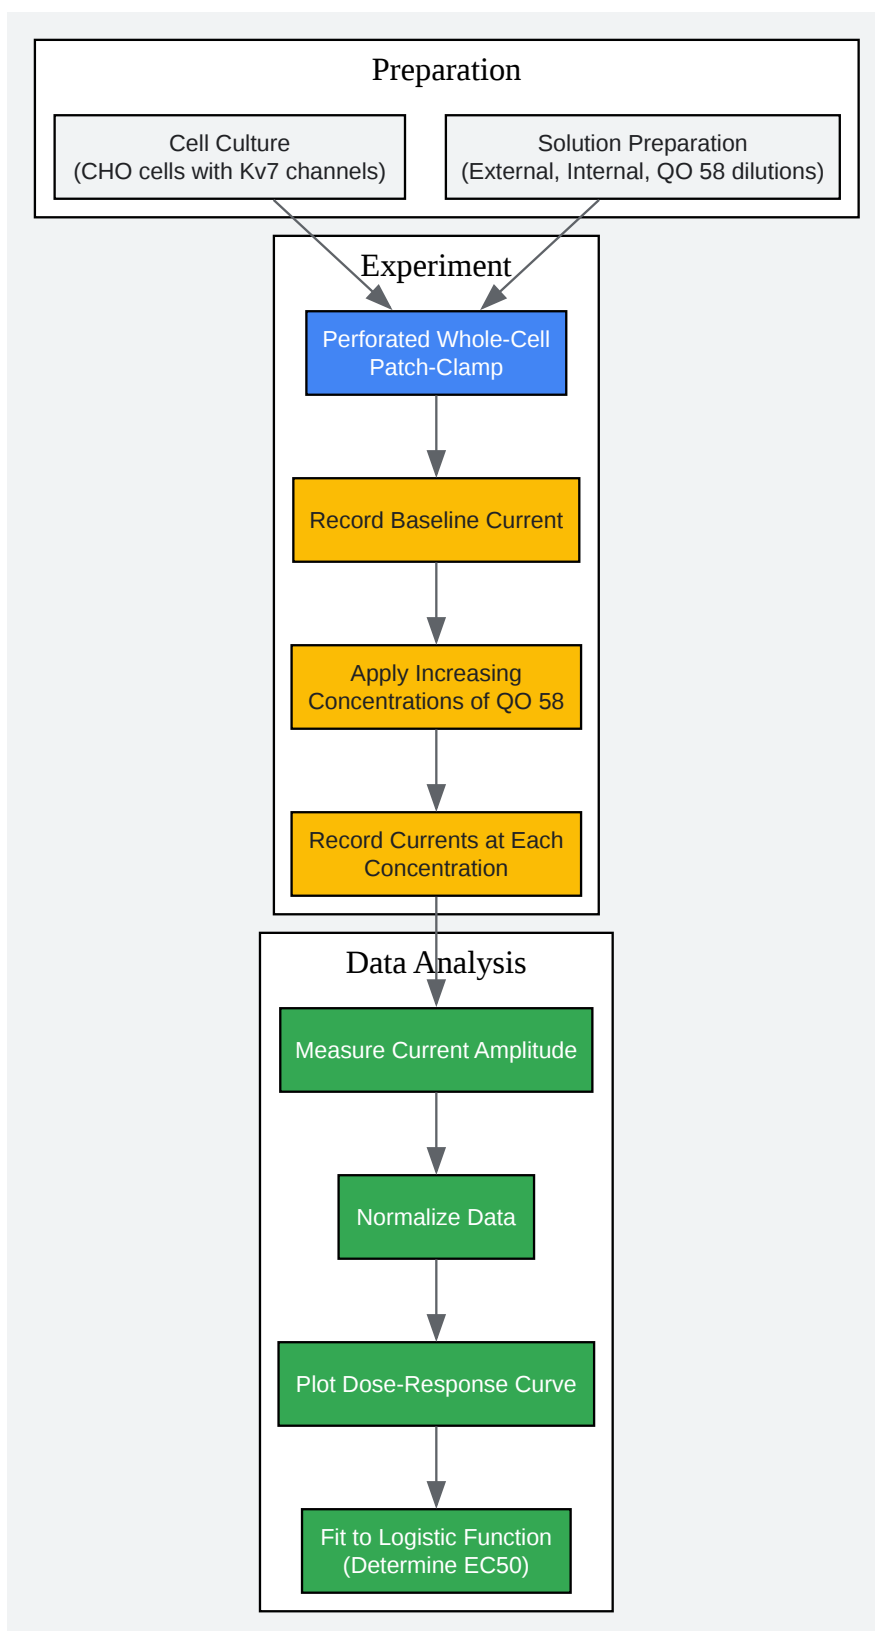 Preparation
Cell Culture
(CHO cells with Kv7 channels)
Solution Preparation
(External, Internal, QO 58 dilutions)
Experiment
Perforated Whole-Cell
Patch-Clamp
Record Baseline Current
Apply Increasing
Concentrations of QO 58
Record Currents at Each
Concentration
Data Analysis
Measure Current Amplitude
Normalize Data
Plot Dose-Response Curve
Fit to Logistic Function
(Determine EC50)